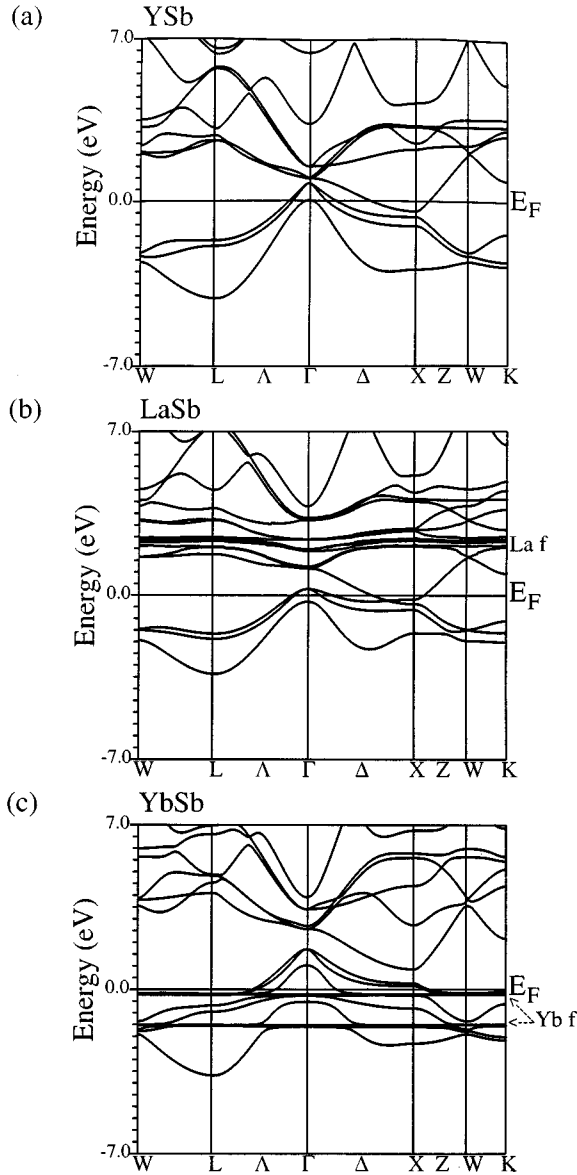 (a) YSb
7.0
Energy (eV)
0.0
E_F
-7.0
W L Λ Γ Δ X Z W K
(b) LaSb
7.0
Energy (eV)
La f
0.0
E_F
-7.0
W L Λ Γ Δ X Z W K
(c) YbSb
7.0
Energy (eV)
0.0
E_F
Yb f
-7.0
W L Λ Γ Δ X Z W K